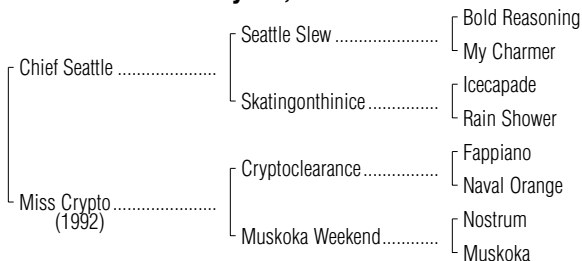 Bold Reasoning
Seattle Slew ....................
My Charmer
Chief Seattle ....................
Icecapade
Skatingonthinice ..............
Rain Shower
Fappiano
Cryptoclearance ...............
Naval Orange
Miss Crypto ....................
(1992)
Nostrum
Muskoka Weekend ............
Muskoka